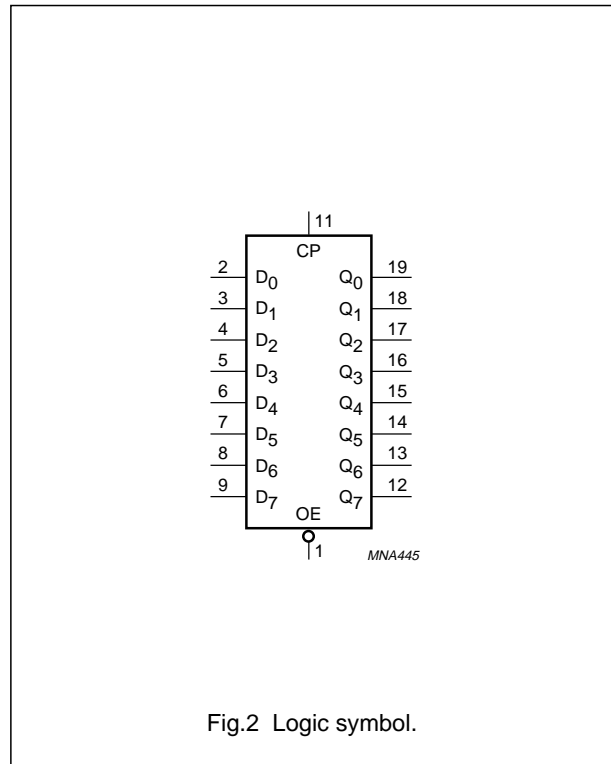 11
CP
2 D0 Q0 19
3 D1 Q1 18
4 D2 Q2 17
5 D3 Q3 16
6 D4 Q4 15
7 D5 Q5 14
8 D6 Q6 13
9 D7 Q7 12
OE
1
MNA445
Fig.2 Logic symbol.